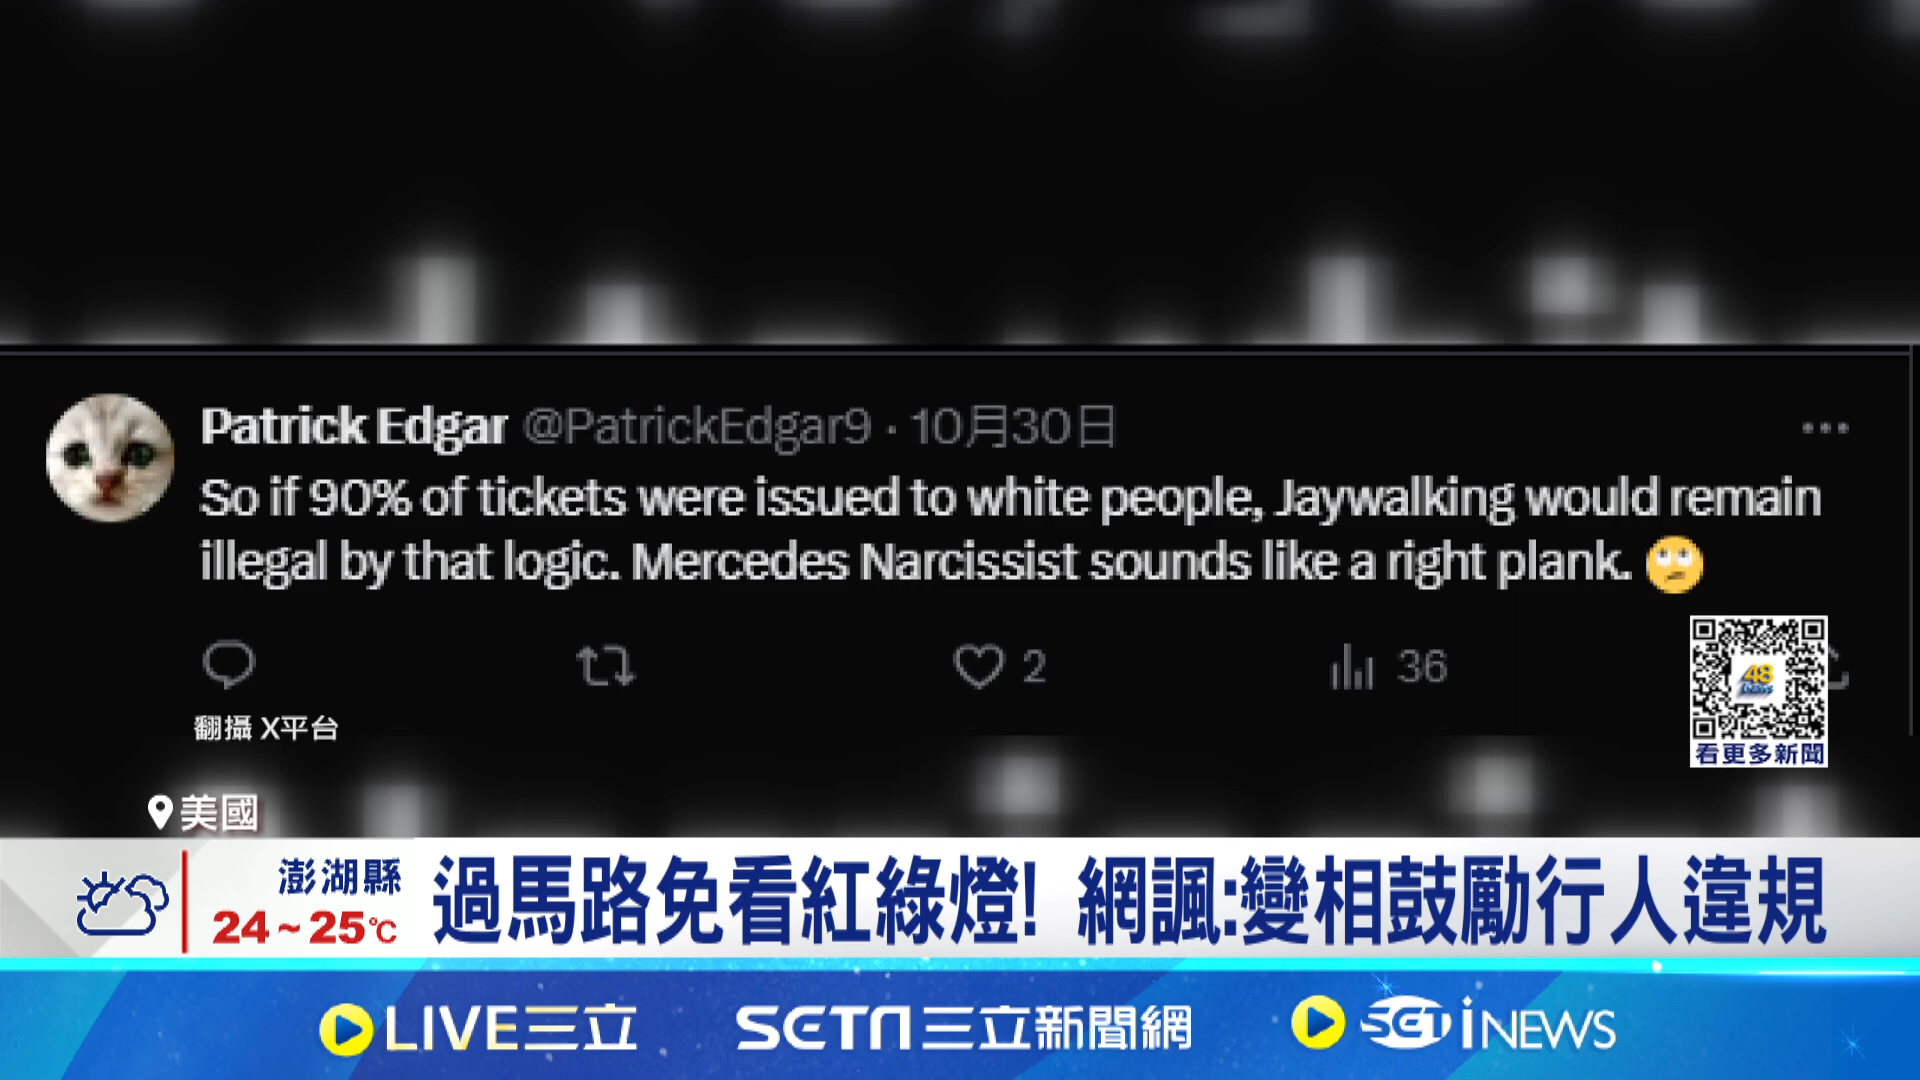 Patrick Edgar @PatrickEdgar9 · 10月30日
So if 90% of tickets were issued to white people, Jaywalking would remain
illegal by that logic. Mercedes Narcissist sounds like a right plank. 🙄
2
36
翻攝 X平台
48
看更多新聞
美國
澎湖縣
24~25℃
過馬路免看紅綠燈! 網諷:變相鼓勵行人違規
LIVE三立
SETN三立新聞網
SET iNEWS